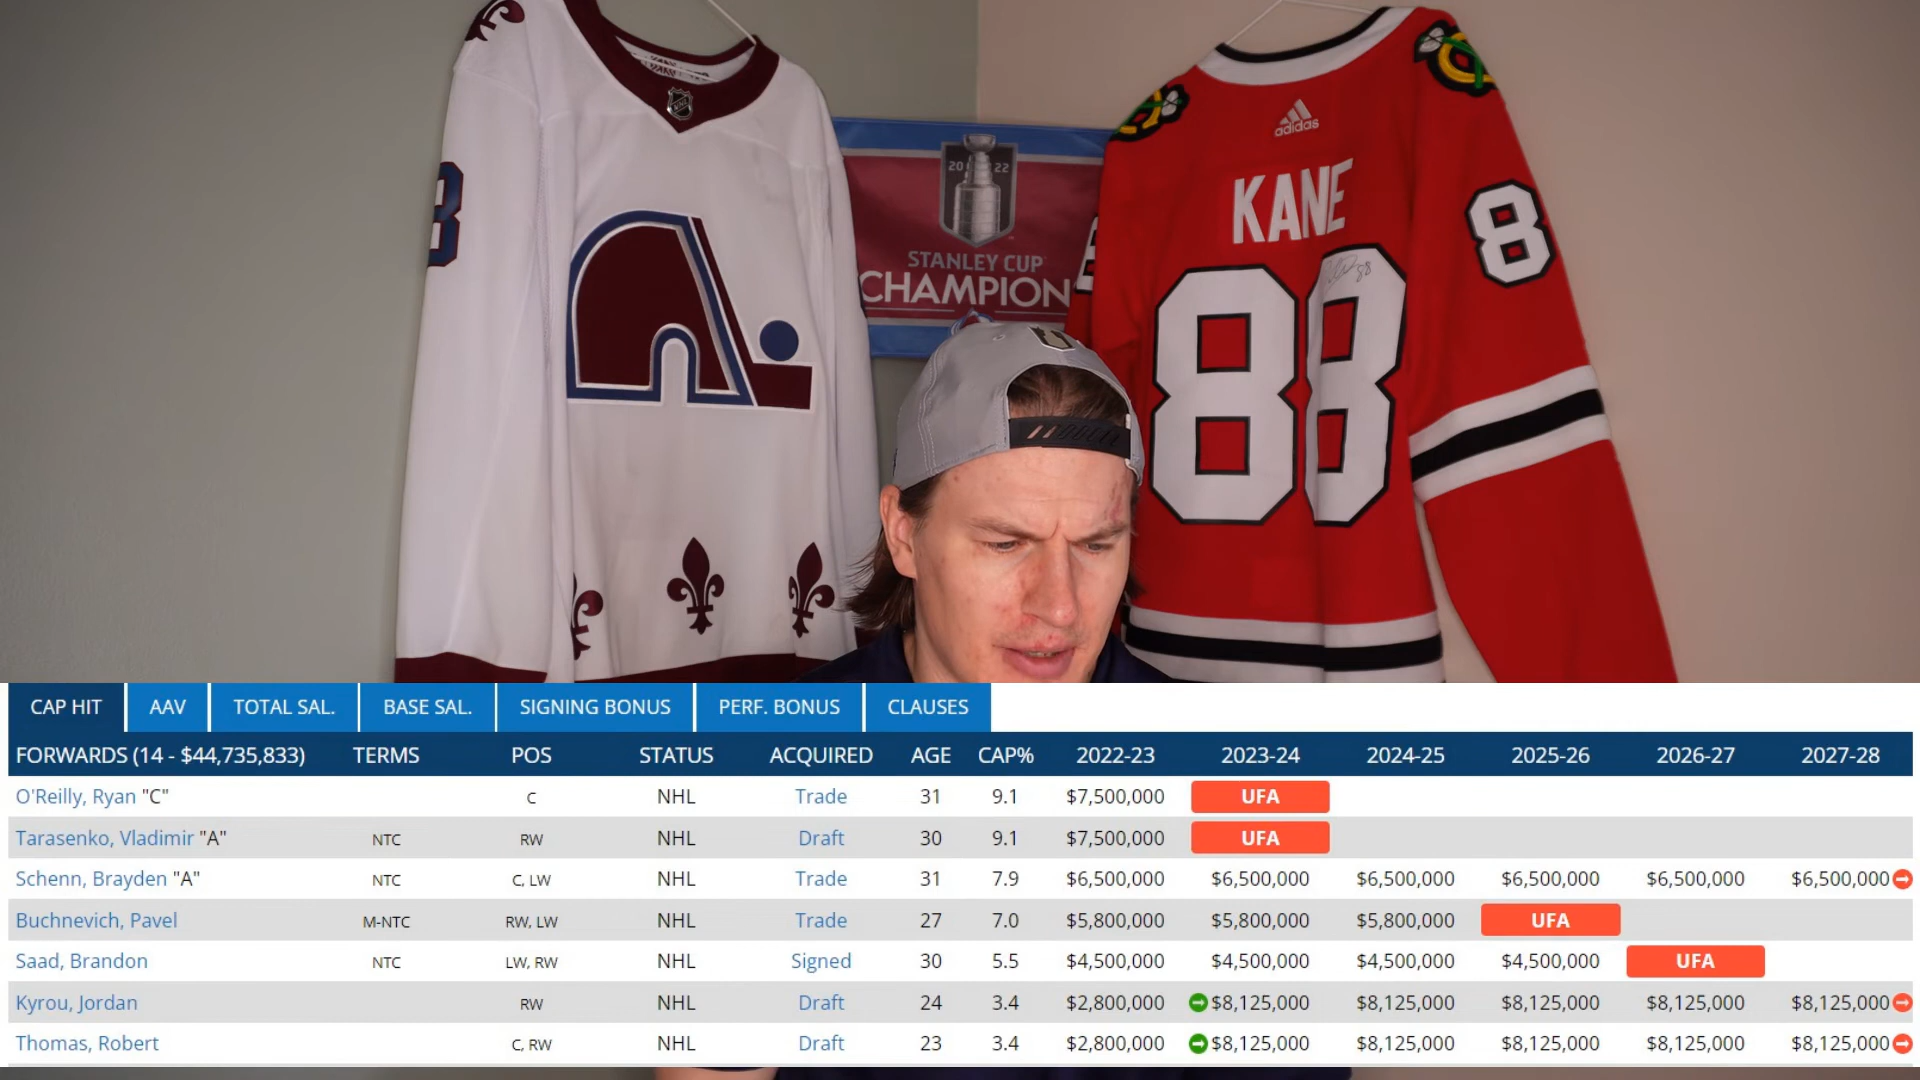 NHL
20 22
STANLEY CUP
CHAMPION
adidas
KANE
88
8
8
CAP HIT AAV TOTAL SAL. BASE SAL. SIGNING BONUS PERF. BONUS CLAUSES
FORWARDS (14 - $44,735,833) TERMS POS STATUS ACQUIRED AGE CAP% 2022-23 2023-24 2024-25 2025-26 2026-27 2027-28
O'Reilly, Ryan "C" C NHL Trade 31 9.1 $7,500,000 UFA
Tarasenko, Vladimir "A" NTC RW NHL Draft 30 9.1 $7,500,000 UFA
Schenn, Brayden "A" NTC C, LW NHL Trade 31 7.9 $6,500,000 $6,500,000 $6,500,000 $6,500,000 $6,500,000 $6,500,000
Buchnevich, Pavel M-NTC RW, LW NHL Trade 27 7.0 $5,800,000 $5,800,000 $5,800,000 UFA
Saad, Brandon NTC LW, RW NHL Signed 30 5.5 $4,500,000 $4,500,000 $4,500,000 $4,500,000 UFA
Kyrou, Jordan RW NHL Draft 24 3.4 $2,800,000 $8,125,000 $8,125,000 $8,125,000 $8,125,000 $8,125,000
Thomas, Robert C, RW NHL Draft 23 3.4 $2,800,000 $8,125,000 $8,125,000 $8,125,000 $8,125,000 $8,125,000